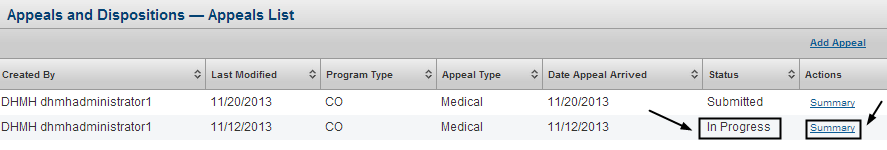 Appeals and Dispositions — Appeals List
Add Appeal
Created By Last Modified Program Type Appeal Type Date Appeal Arrived Status Actions
DHMH dhmhadministrator1 11/20/2013 CO Medical 11/20/2013 Submitted Summary
DHMH dhmhadministrator1 11/12/2013 CO Medical 11/12/2013 In Progress Summary